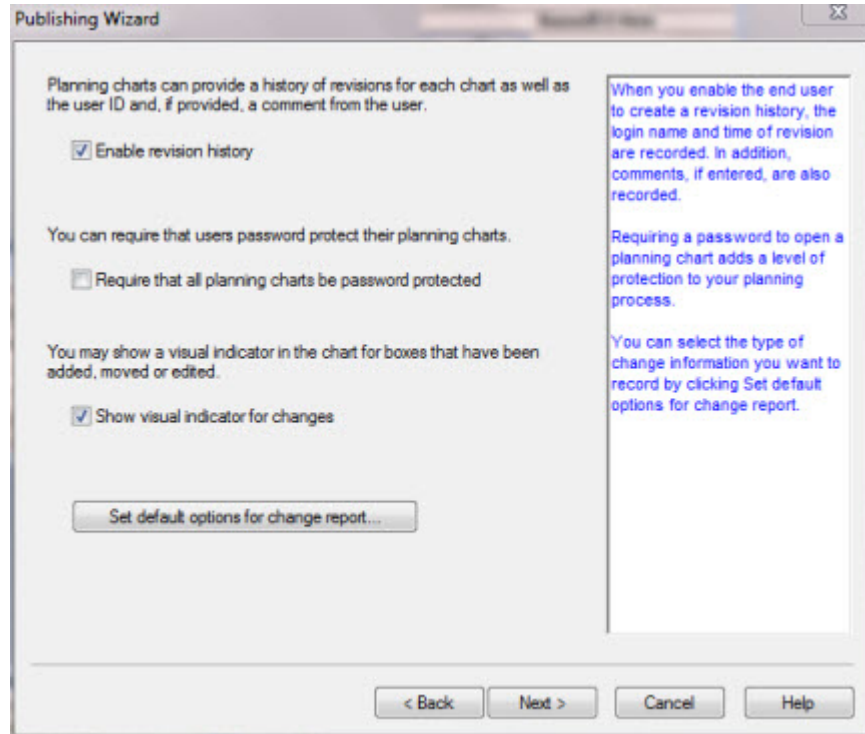 Publishing Wizard
Planning charts can provide a history of revisions for each chart as well as
the user ID and, if provided, a comment from the user.
Enable revision history
You can require that users password protect their planning charts.
Require that all planning charts be password protected
You may show a visual indicator in the chart for boxes that have been
added, moved or edited.
Show visual indicator for changes
Set default options for change report...
When you enable the end user
to create a revision history, the
login name and time of revision
are recorded. In addition,
comments, if entered, are also
recorded.
Requiring a password to open a
planning chart adds a level of
protection to your planning
process.
You can select the type of
change information you want to
record by clicking Set default
options for change report.
< Back
Next >
Cancel
Help